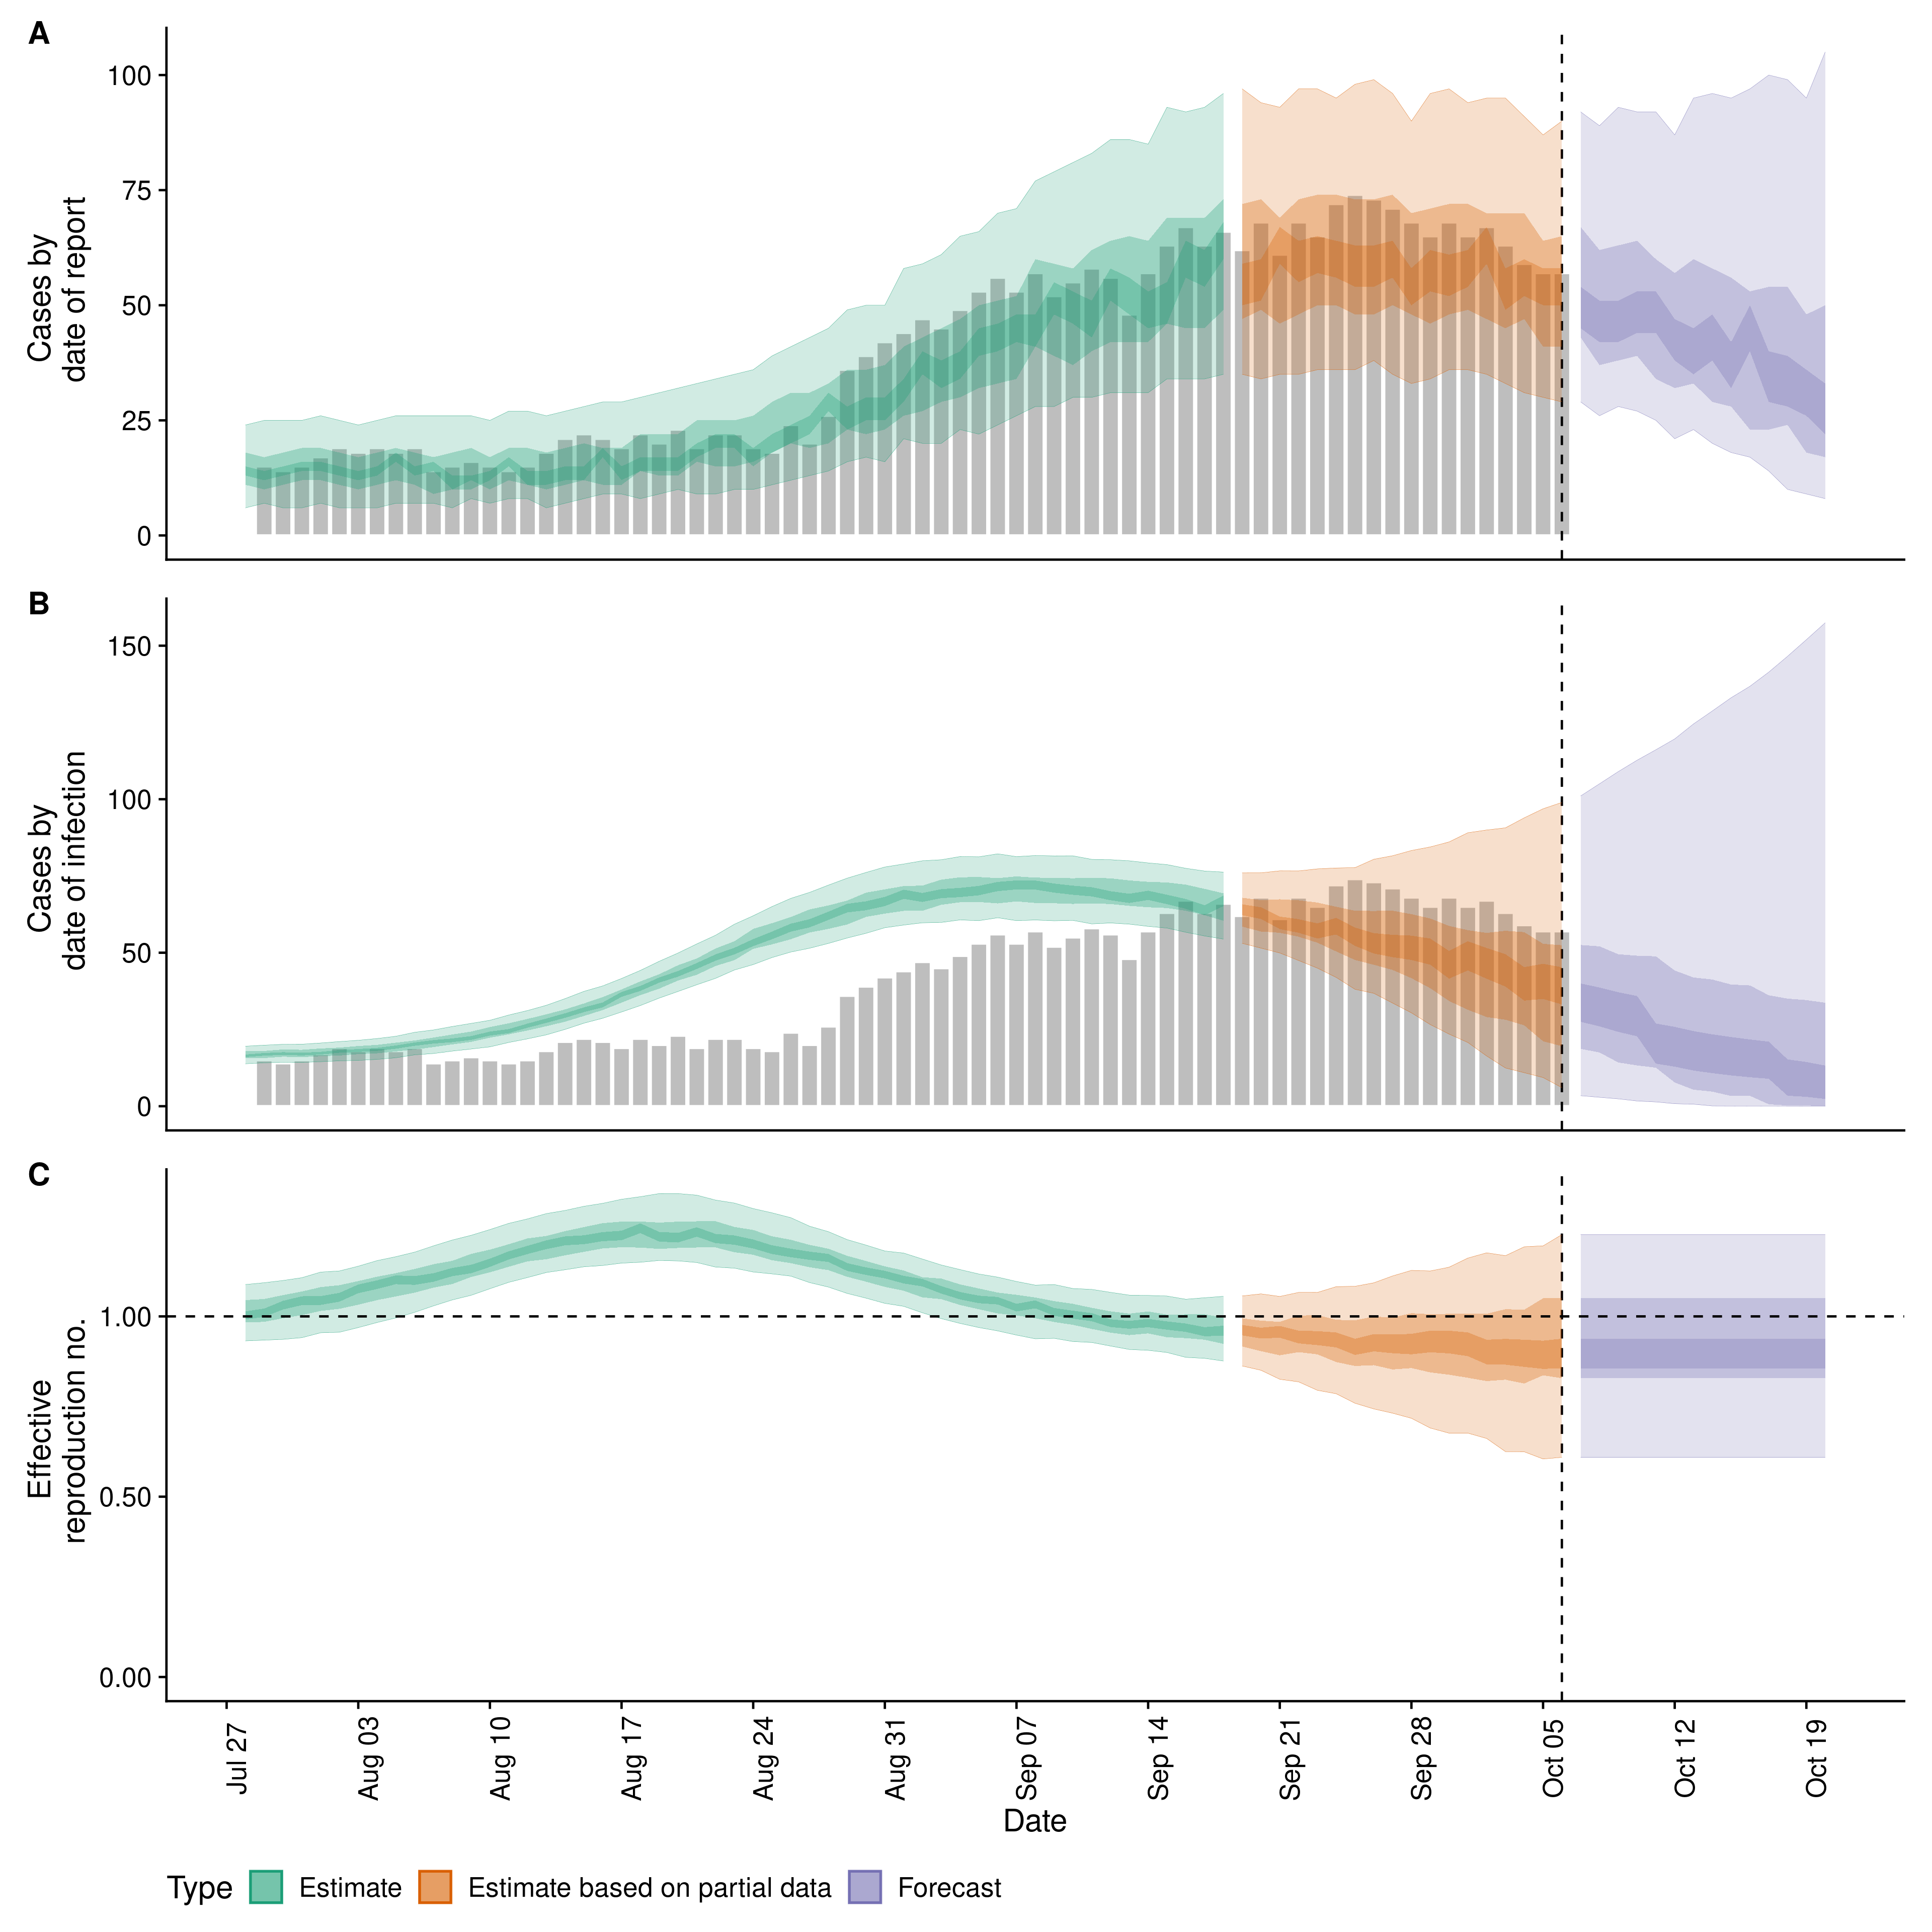 A
100
75
50
25
0
Cases by
date of report
B
150
100
50
0
Cases by
date of infection
C
1.00
0.50
0.00
Effective
reproduction no.
Jul 27
Aug 03
Aug 10
Aug 17
Aug 24
Aug 31
Sep 07
Sep 14
Sep 21
Sep 28
Oct 05
Oct 12
Oct 19
Date
Type Estimate Estimate based on partial data Forecast